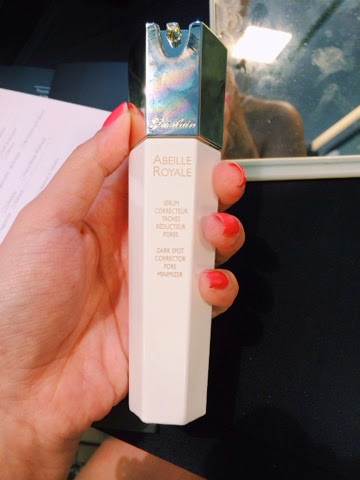 Guerlain
ABEILLE
ROYALE
SÉRUM
CORRECTEUR
TACHES
RÉDUCTEUR
PORES
DARK SPOT
CORRECTOR
PORE
MINIMIZER